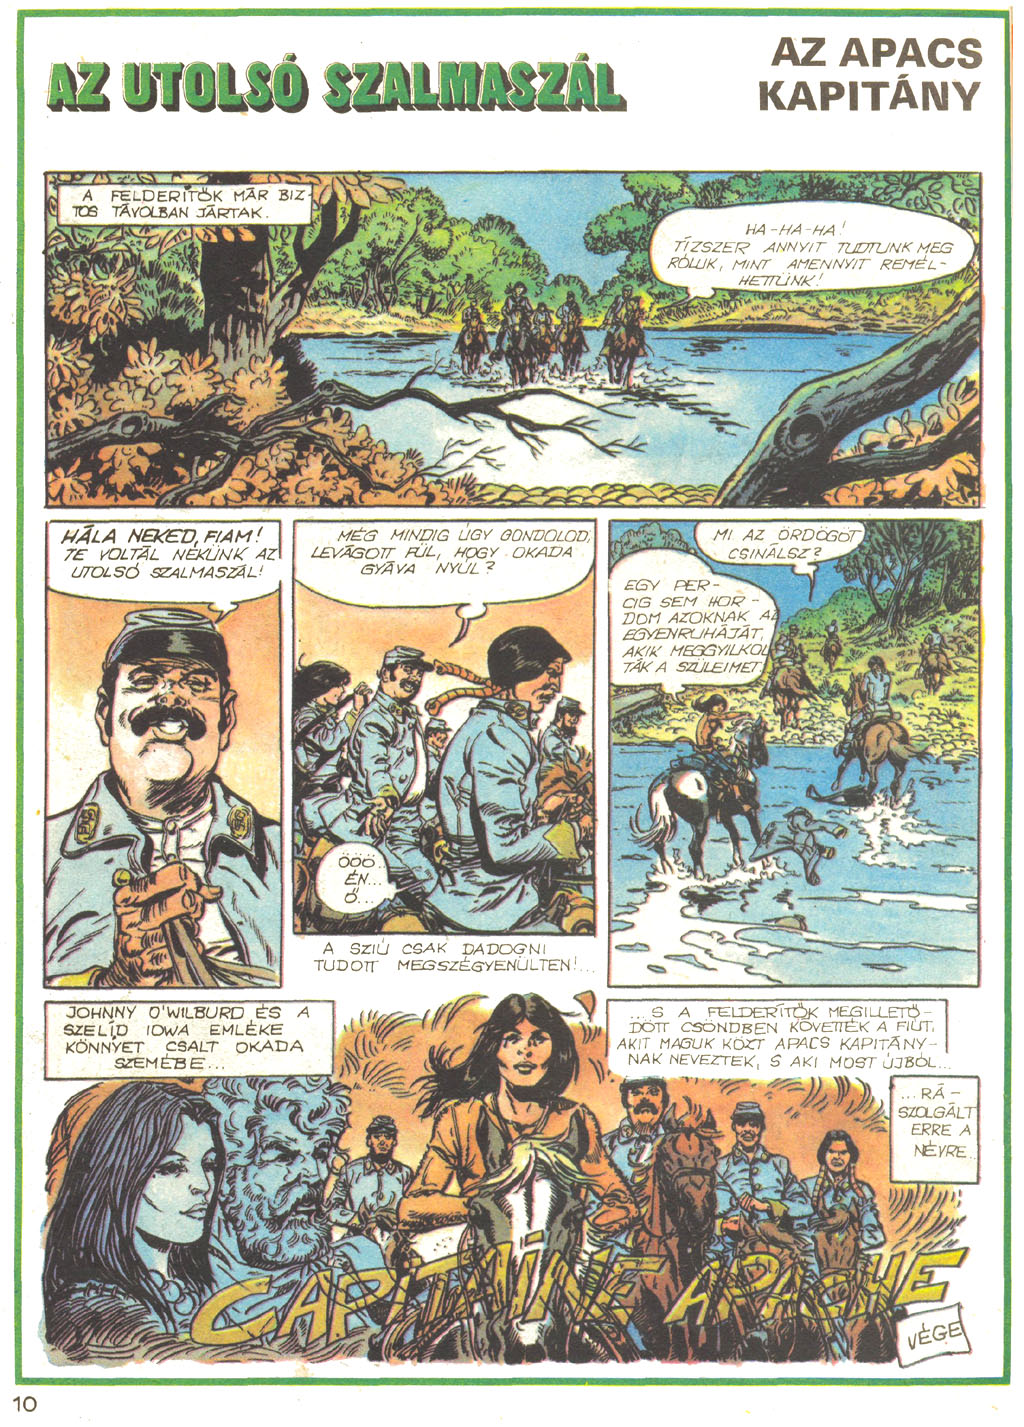 AZ UTOLSÓ SZALMASZÁL
AZ APACS
KAPITÁNY
A FELDERÍTŐK MÁR BIZ-
TOS TÁVOLBAN JÁRTAK.
HA-HA-HA!
TÍZSZER ANNYIT TUDTUNK MEG
RÓLUK, MINT AMENNYIT REMÉL-
HETTÜNK!
HÁLA NEKED, FIAM!
TE VOLTÁL NEKÜNK AZ
UTOLSÓ SZALMASZÁL!
MÉG MINDIG ÚGY GONDOLOD,
LEVÁGOTT FÜL, HOGY OKADA
GYÁVA NYÚL?
ÖÖÖ
ÉN...
Ő...
A SZIÚ CSAK DADOGNI
TUDOTT MEGSZÉGYENÜLTEN!...
MI AZ ÖRDÖGÖT
CSINÁLSZ?
EGY PER-
CIG SEM HOR-
DOM AZOKNAK AZ
EGYENRUHÁJÁT,
AKIK MEGGYILKOL
TÁK A SZÜLEIMET.
JOHNNY O'WILBURD ÉS A
SZELÍD IOWA EMLÉKE
KÖNNYET CSALT OKADA
SZEMÉBE...
...S A FELDERÍTŐK MEGILLETŐ-
DÖTT CSÖNDBEN KÖVETTÉK A FIÚT,
AKIT MAGUK KÖZT APACS KAPITÁNY-
NAK NEVEZTEK, S AKI MOST ÚJBÓL...
...RÁ-
SZOLGÁLT
ERRE A
NÉVRE...
CAPITAINE APACHE
VÉGE
10